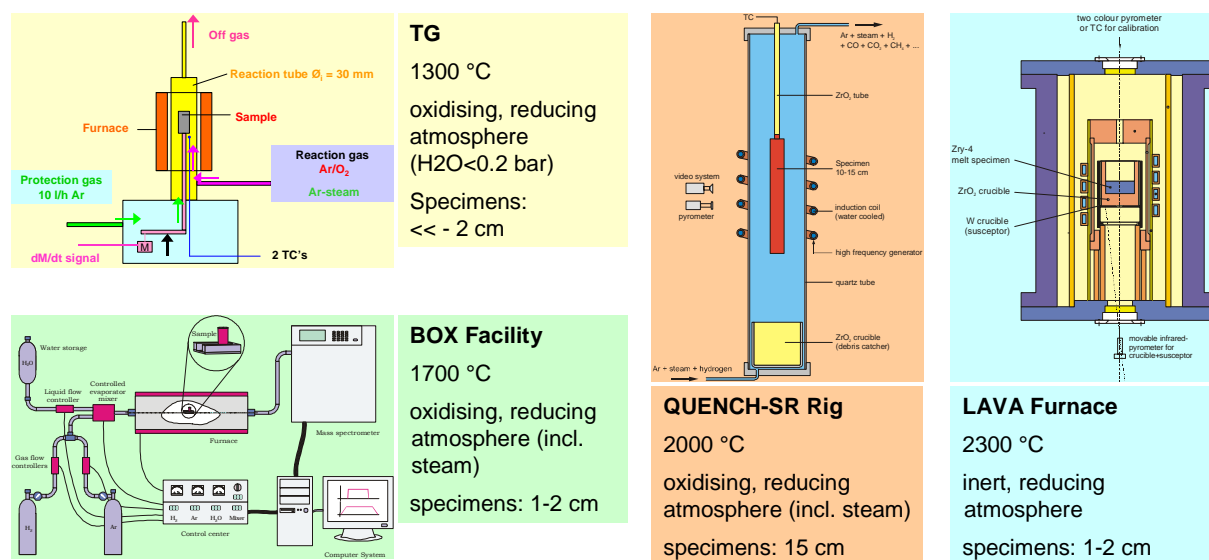 Off gas
Reaction tube Øᵢ = 30 mm
Furnace
Sample
Reaction gas
Ar/O₂
Ar-steam
Protection gas
10 l/h Ar
M
dM/dt signal
2 TC's
TG
1300 °C
oxidising, reducing
atmosphere
(H2O<0.2 bar)
Specimens:
<< - 2 cm
Water storage
H₂O
Liquid flow
controller
Controlled
evaporator
mixer
Sample
Furnace
Mass spectrometer
Gas flow
controllers
H₂
Ar
H₂
Ar
H₂O
Mixer
Control center
Computer System
BOX Facility
1700 °C
oxidising, reducing
atmosphere (incl.
steam)
specimens: 1-2 cm
TC
Ar + steam + H₂
+ CO + CO₂ + CH₄ + ...
ZrO₂ tube
Specimen
10-15 cm
video system
pyrometer
induction coil
(water cooled)
high frequency generator
quartz tube
ZrO₂ crucible
(debris catcher)
Ar + steam + hydrogen
QUENCH-SR Rig
2000 °C
oxidising, reducing
atmosphere (incl. steam)
specimens: 15 cm
two colour pyrometer
or TC for calibration
Zry-4
melt specimen
ZrO₂ crucible
W crucible
(susceptor)
movable infrared-
pyrometer for
crucible+susceptor
LAVA Furnace
2300 °C
inert, reducing
atmosphere
specimens: 1-2 cm